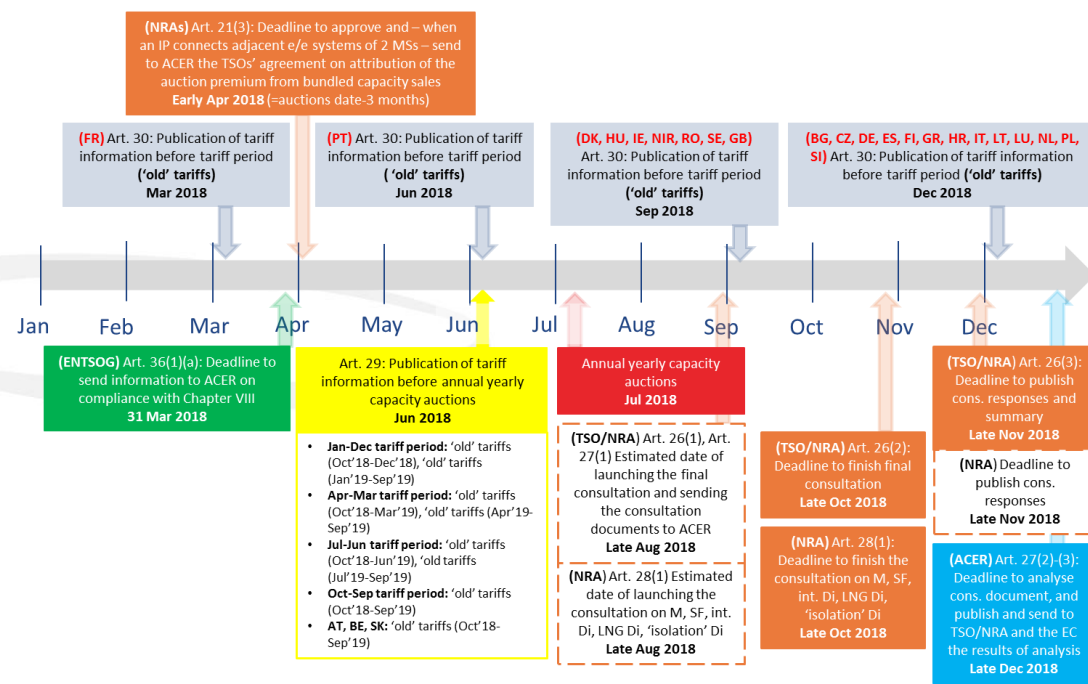 (NRAs) Art. 21(3): Deadline to approve and – when
an IP connects adjacent e/e systems of 2 MSs – send
to ACER the TSOs' agreement on attribution of the
auction premium from bundled capacity sales
Early Apr 2018 (=auctions date-3 months)
(FR) Art. 30: Publication of tariff
information before tariff period
('old' tariffs)
Mar 2018
(PT) Art. 30: Publication of tariff
information before tariff period
( 'old' tariffs)
Jun 2018
(DK, HU, IE, NIR, RO, SE, GB)
Art. 30: Publication of tariff
information before tariff period
('old' tariffs)
Sep 2018
(BG, CZ, DE, ES, FI, GR, HR, IT, LT, LU, NL, PL,
SI) Art. 30: Publication of tariff information
before tariff period ('old' tariffs)
Dec 2018
Jan
Feb
Mar
Apr
May
Jun
Jul
Aug
Sep
Oct
Nov
Dec
(ENTSOG) Art. 36(1)(a): Deadline to
send information to ACER on
compliance with Chapter VIII
31 Mar 2018
Art. 29: Publication of tariff
information before annual yearly
capacity auctions
Jun 2018
• Jan-Dec tariff period: 'old' tariffs
(Oct'18-Dec'18), 'old' tariffs
(Jan'19-Sep'19)
• Apr-Mar tariff period: 'old' tariffs
(Oct'18-Mar'19), 'old' tariffs (Apr'19-
Sep'19)
• Jul-Jun tariff period: 'old' tariffs
(Oct'18-Jun'19), 'old tariffs
(Jul'19-Sep'19)
• Oct-Sep tariff period: 'old' tariffs
(Oct'18-Sep'19)
• AT, BE, SK: 'old' tariffs (Oct'18-
Sep'19)
Annual yearly capacity
auctions
Jul 2018
(TSO/NRA) Art. 26(1), Art.
27(1) Estimated date of
launching the final
consultation and sending
the consultation
documents to ACER
Late Aug 2018
(NRA) Art. 28(1) Estimated
date of launching the
consultation on M, SF, int.
Di, LNG Di, 'isolation' Di
Late Aug 2018
(TSO/NRA) Art. 26(2):
Deadline to finish final
consultation
Late Oct 2018
(NRA) Art. 28(1):
Deadline to finish the
consultation on M, SF,
int. Di, LNG Di,
'isolation' Di
Late Oct 2018
(TSO/NRA) Art. 26(3):
Deadline to publish
cons. responses and
summary
Late Nov 2018
(NRA) Deadline to
publish cons.
responses
Late Nov 2018
(ACER) Art. 27(2)-(3):
Deadline to analyse
cons. document, and
publish and send to
TSO/NRA and the EC
the results of analysis
Late Dec 2018